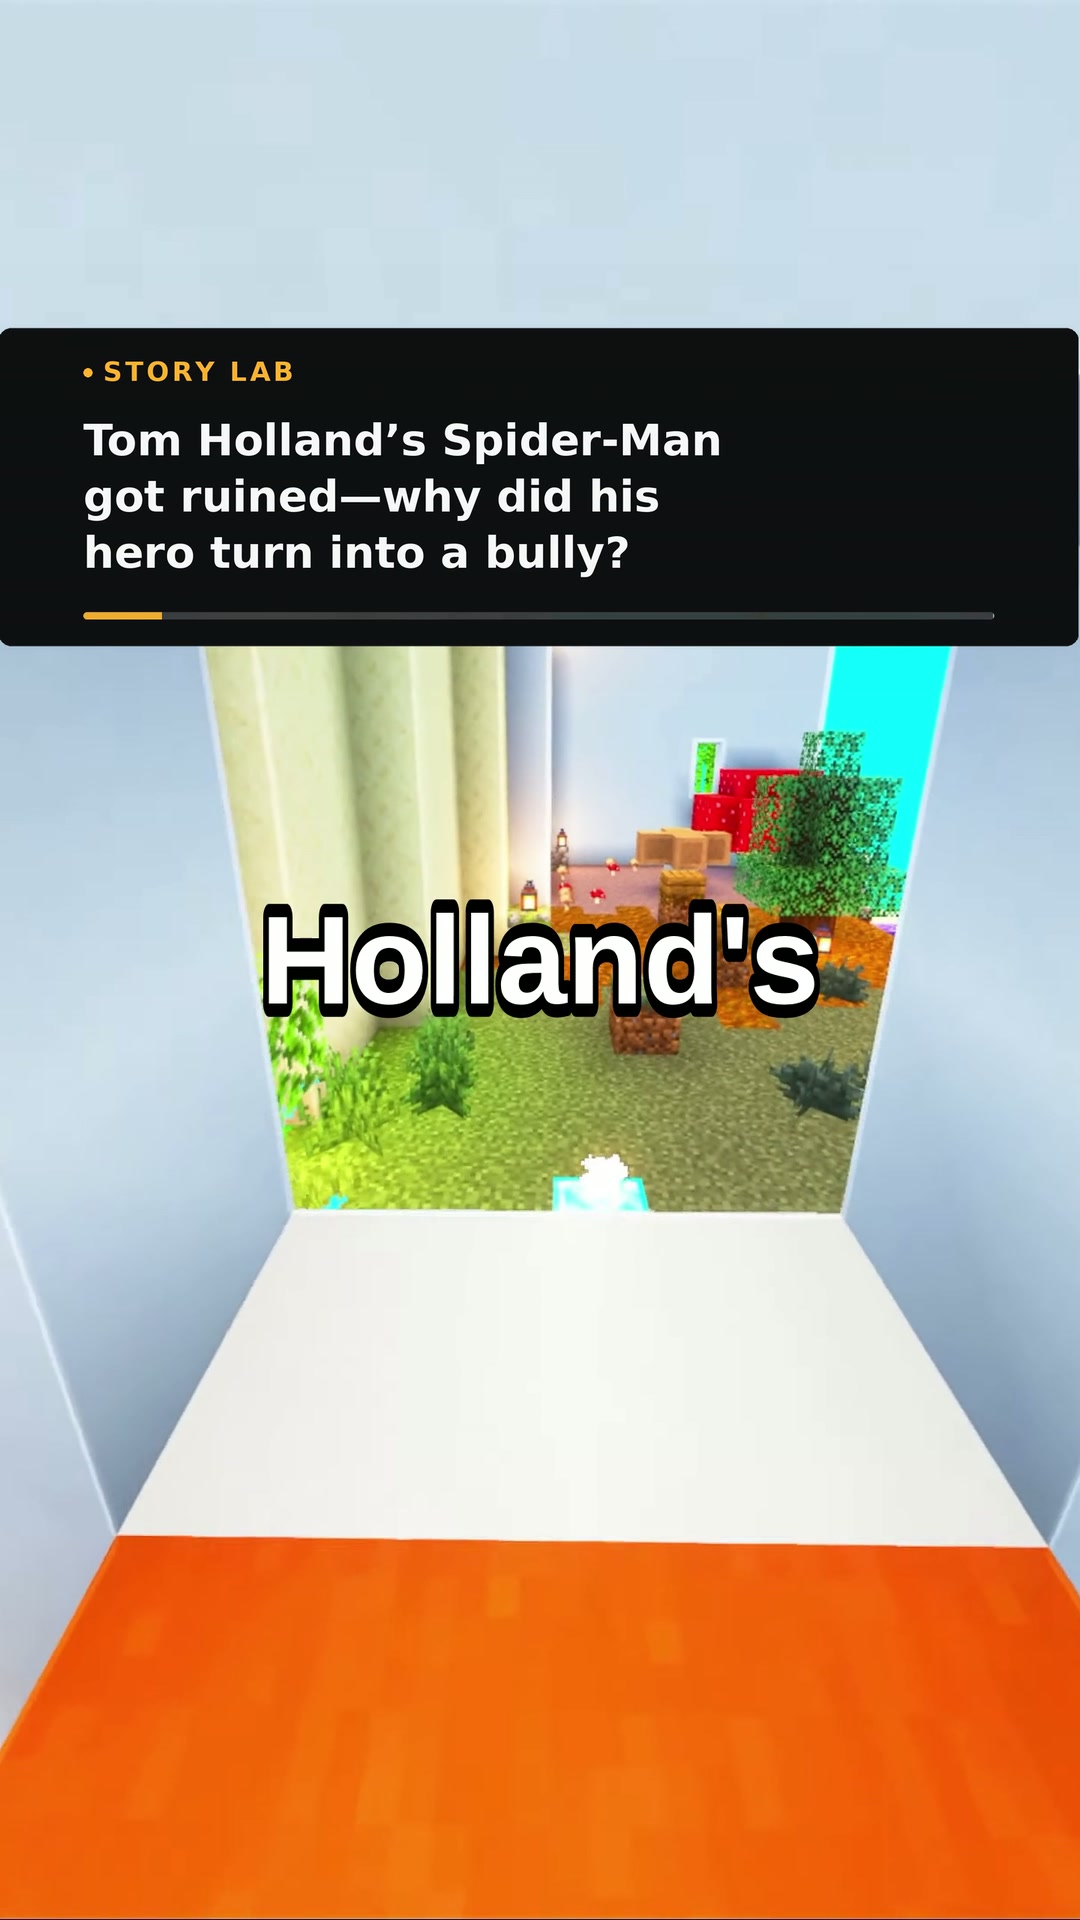 • STORY LAB
Tom Holland’s Spider-Man
got ruined—why did his
hero turn into a bully?
Holland's